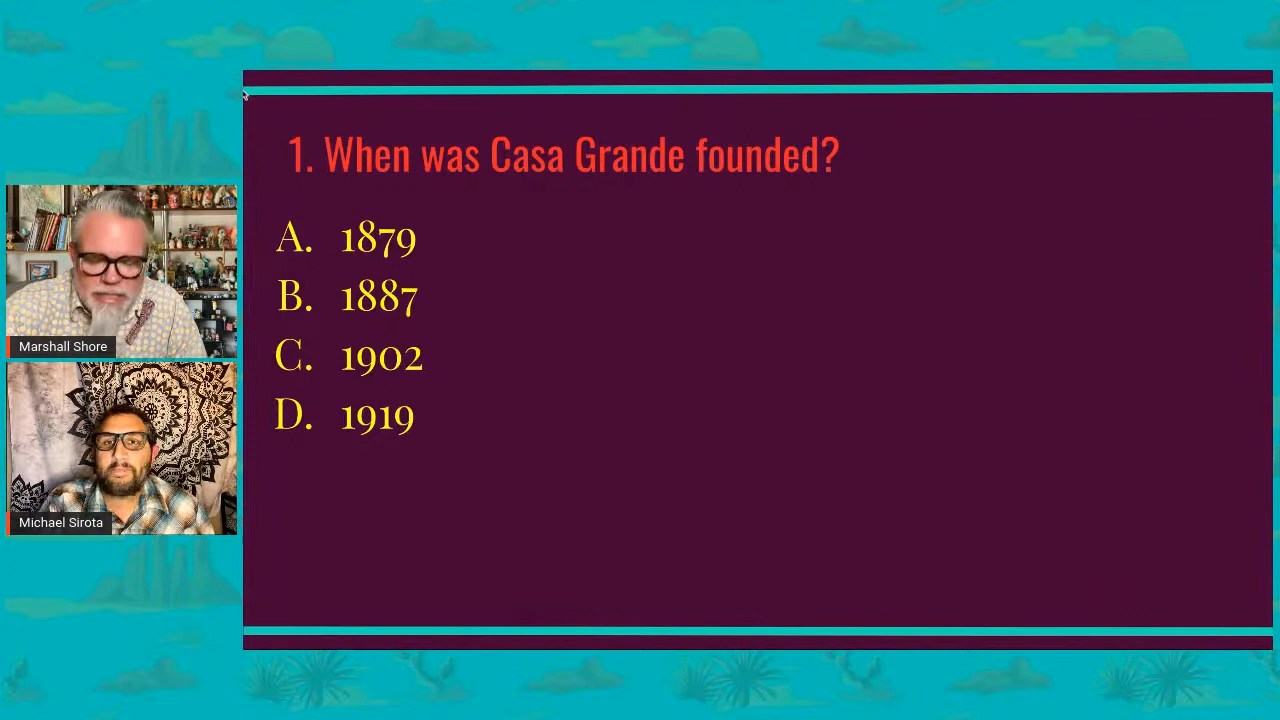 1. When was Casa Grande founded?
A. 1879
B. 1887
C. 1902
D. 1919
Marshall Shore
Michael Sirota